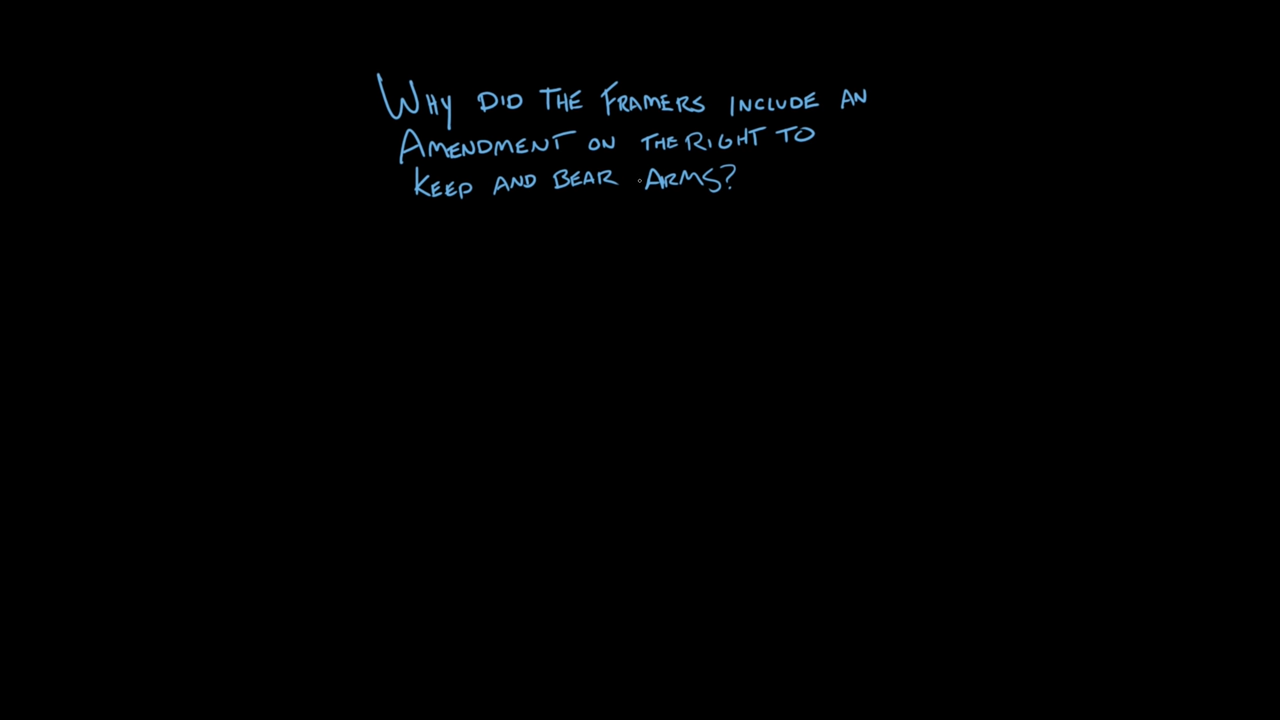 WHY DID THE FRAMERS INCLUDE AN
AMENDMENT ON THE RIGHT TO
KEEP AND BEAR ARMS?